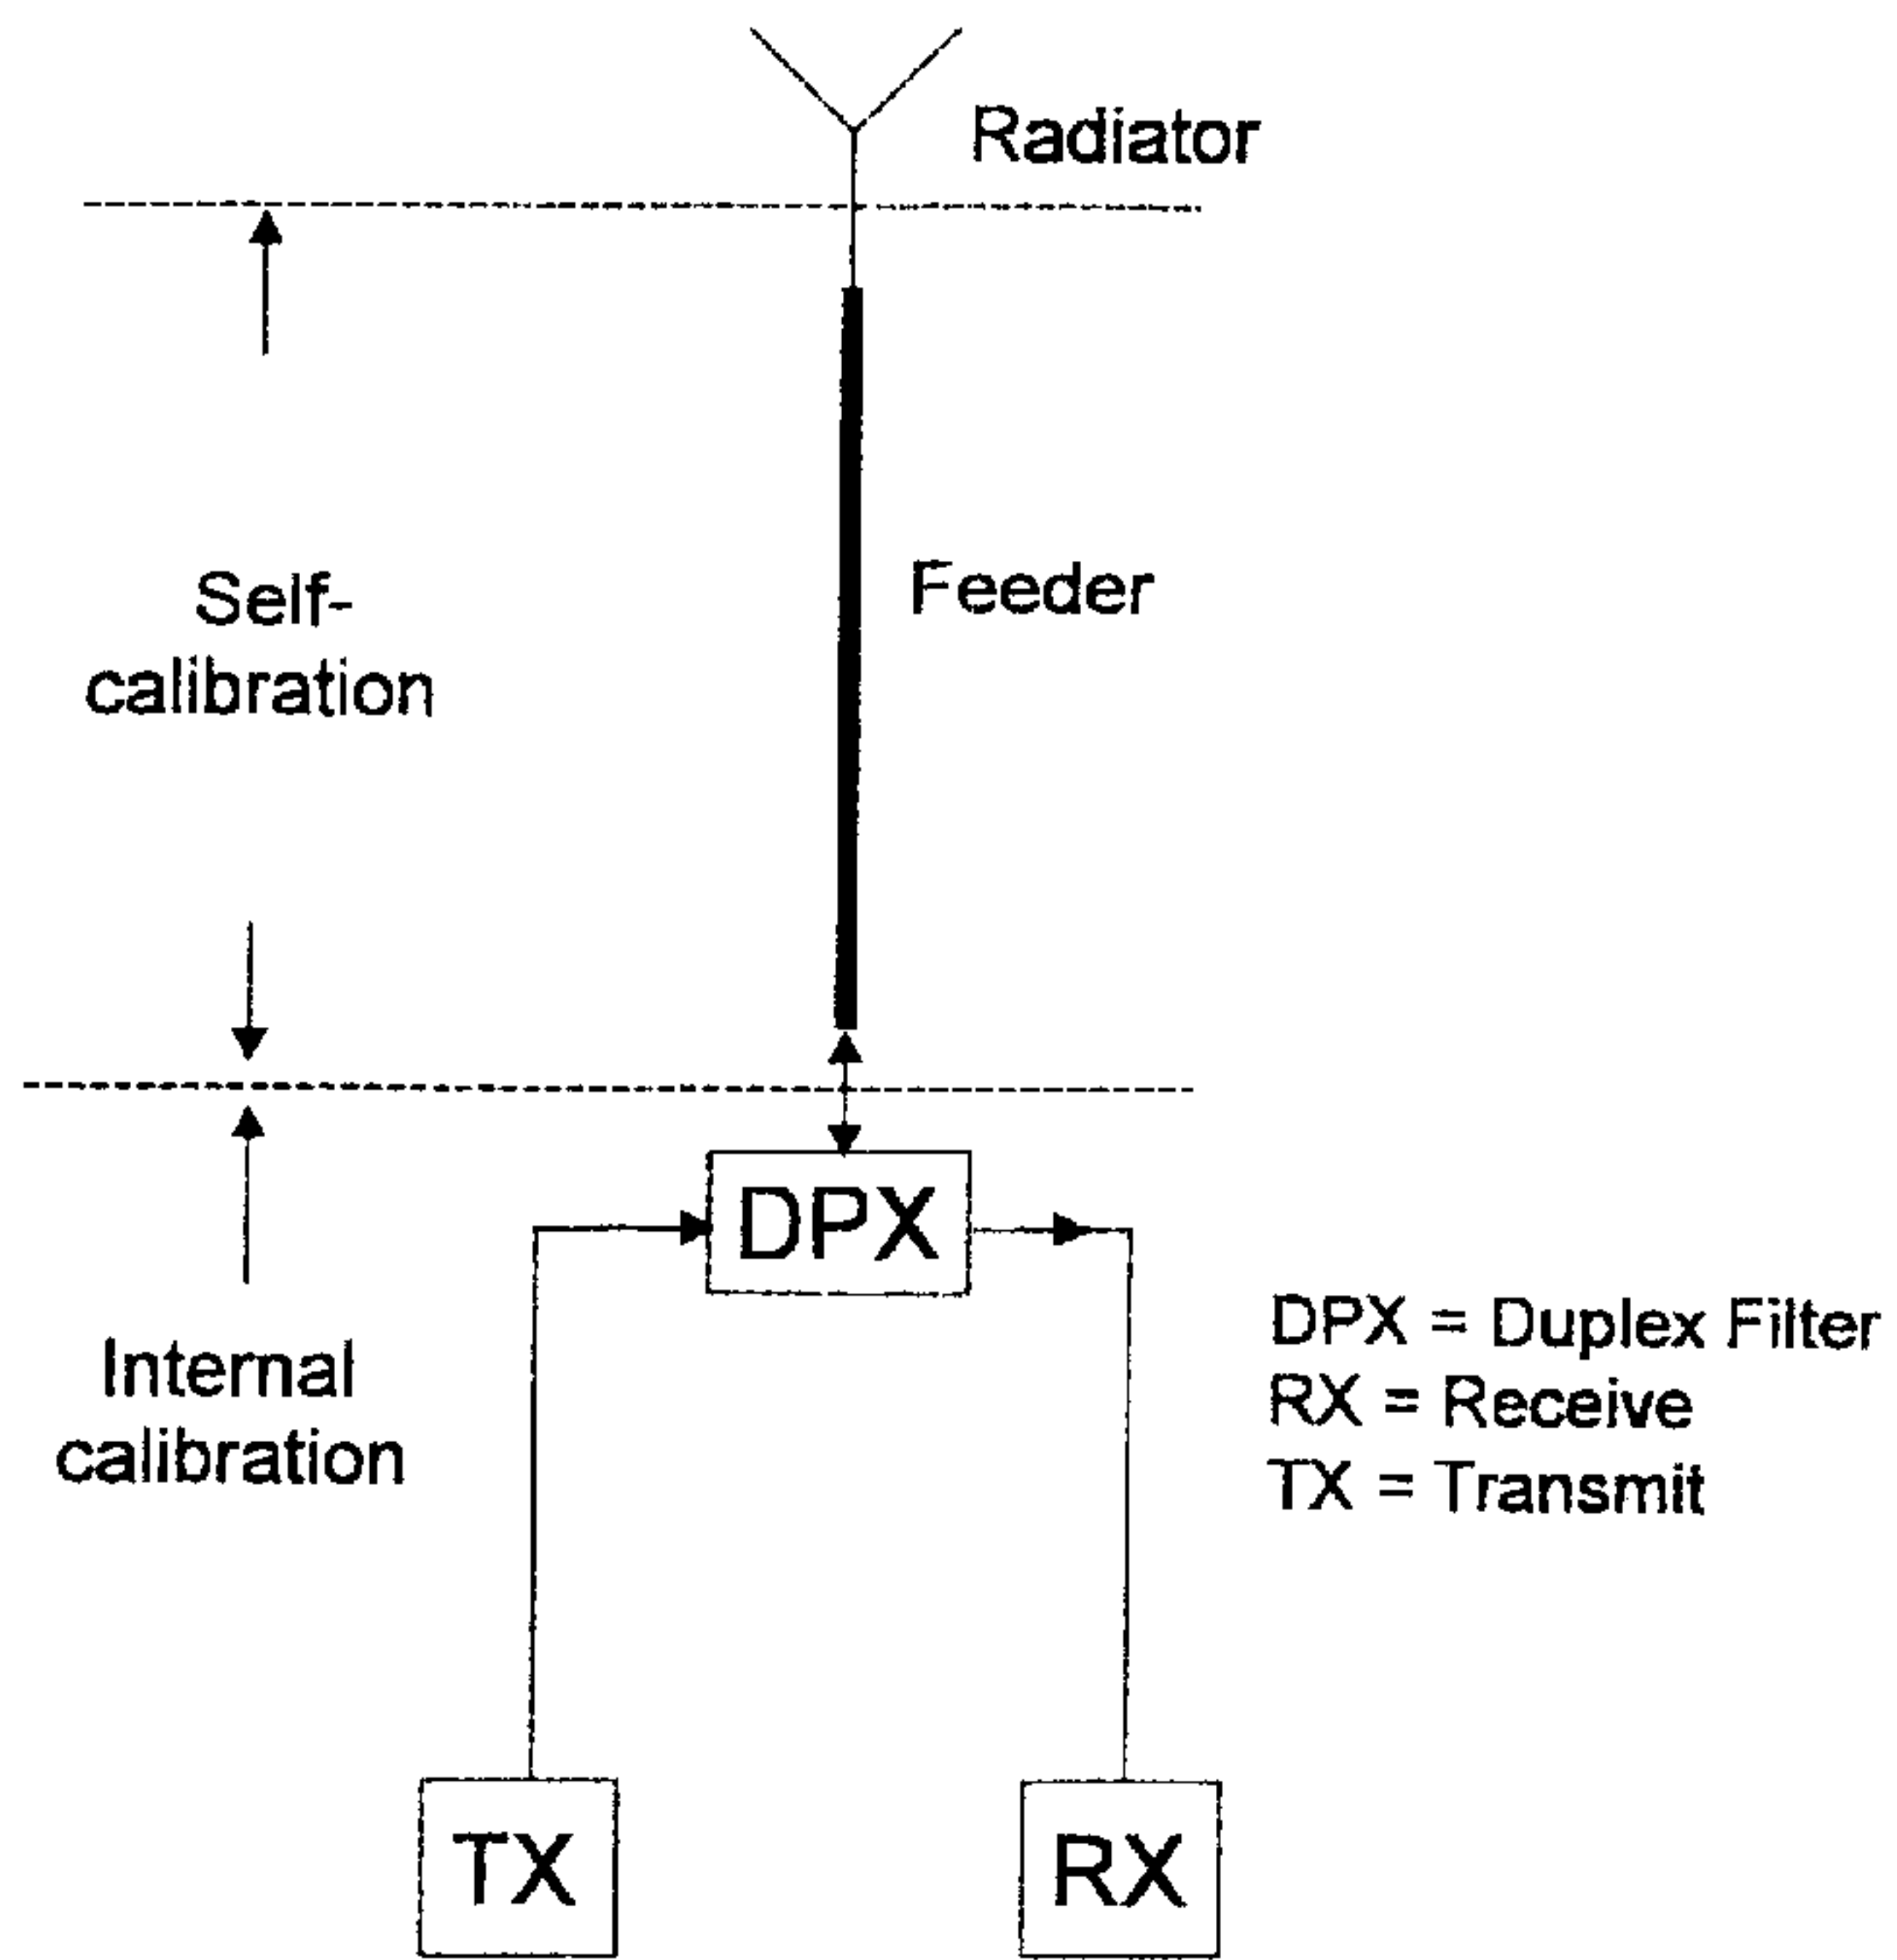 Radiator
Feeder
Self-
calibration
DPX
Internal
calibration
DPX = Duplex Filter
RX = Receive
TX = Transmit
TX
RX